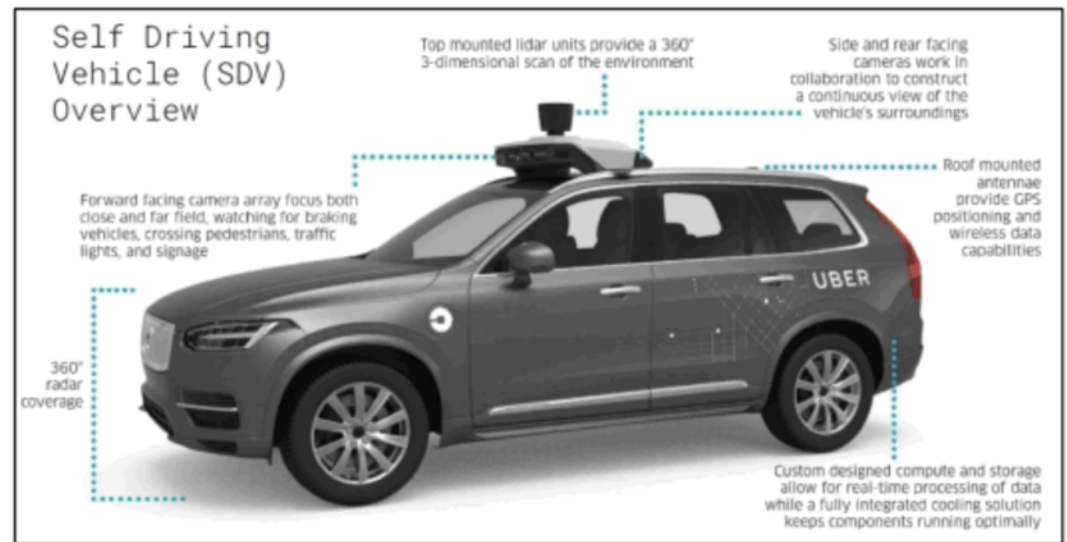 Self Driving
Vehicle (SDV)
Overview
Top mounted lidar units provide a 360°
3-dimensional scan of the environment
Side and rear facing
cameras work in
collaboration to construct
a continuous view of the
vehicle's surroundings
Forward facing camera array focus both
close and far field, watching for braking
vehicles, crossing pedestrians, traffic
lights, and signage
Roof mounted
antennae
provide GPS
positioning and
wireless data
capabilities
UBER
360°
radar
coverage
Custom designed compute and storage
allow for real-time processing of data
while a fully integrated cooling solution
keeps components running optimally